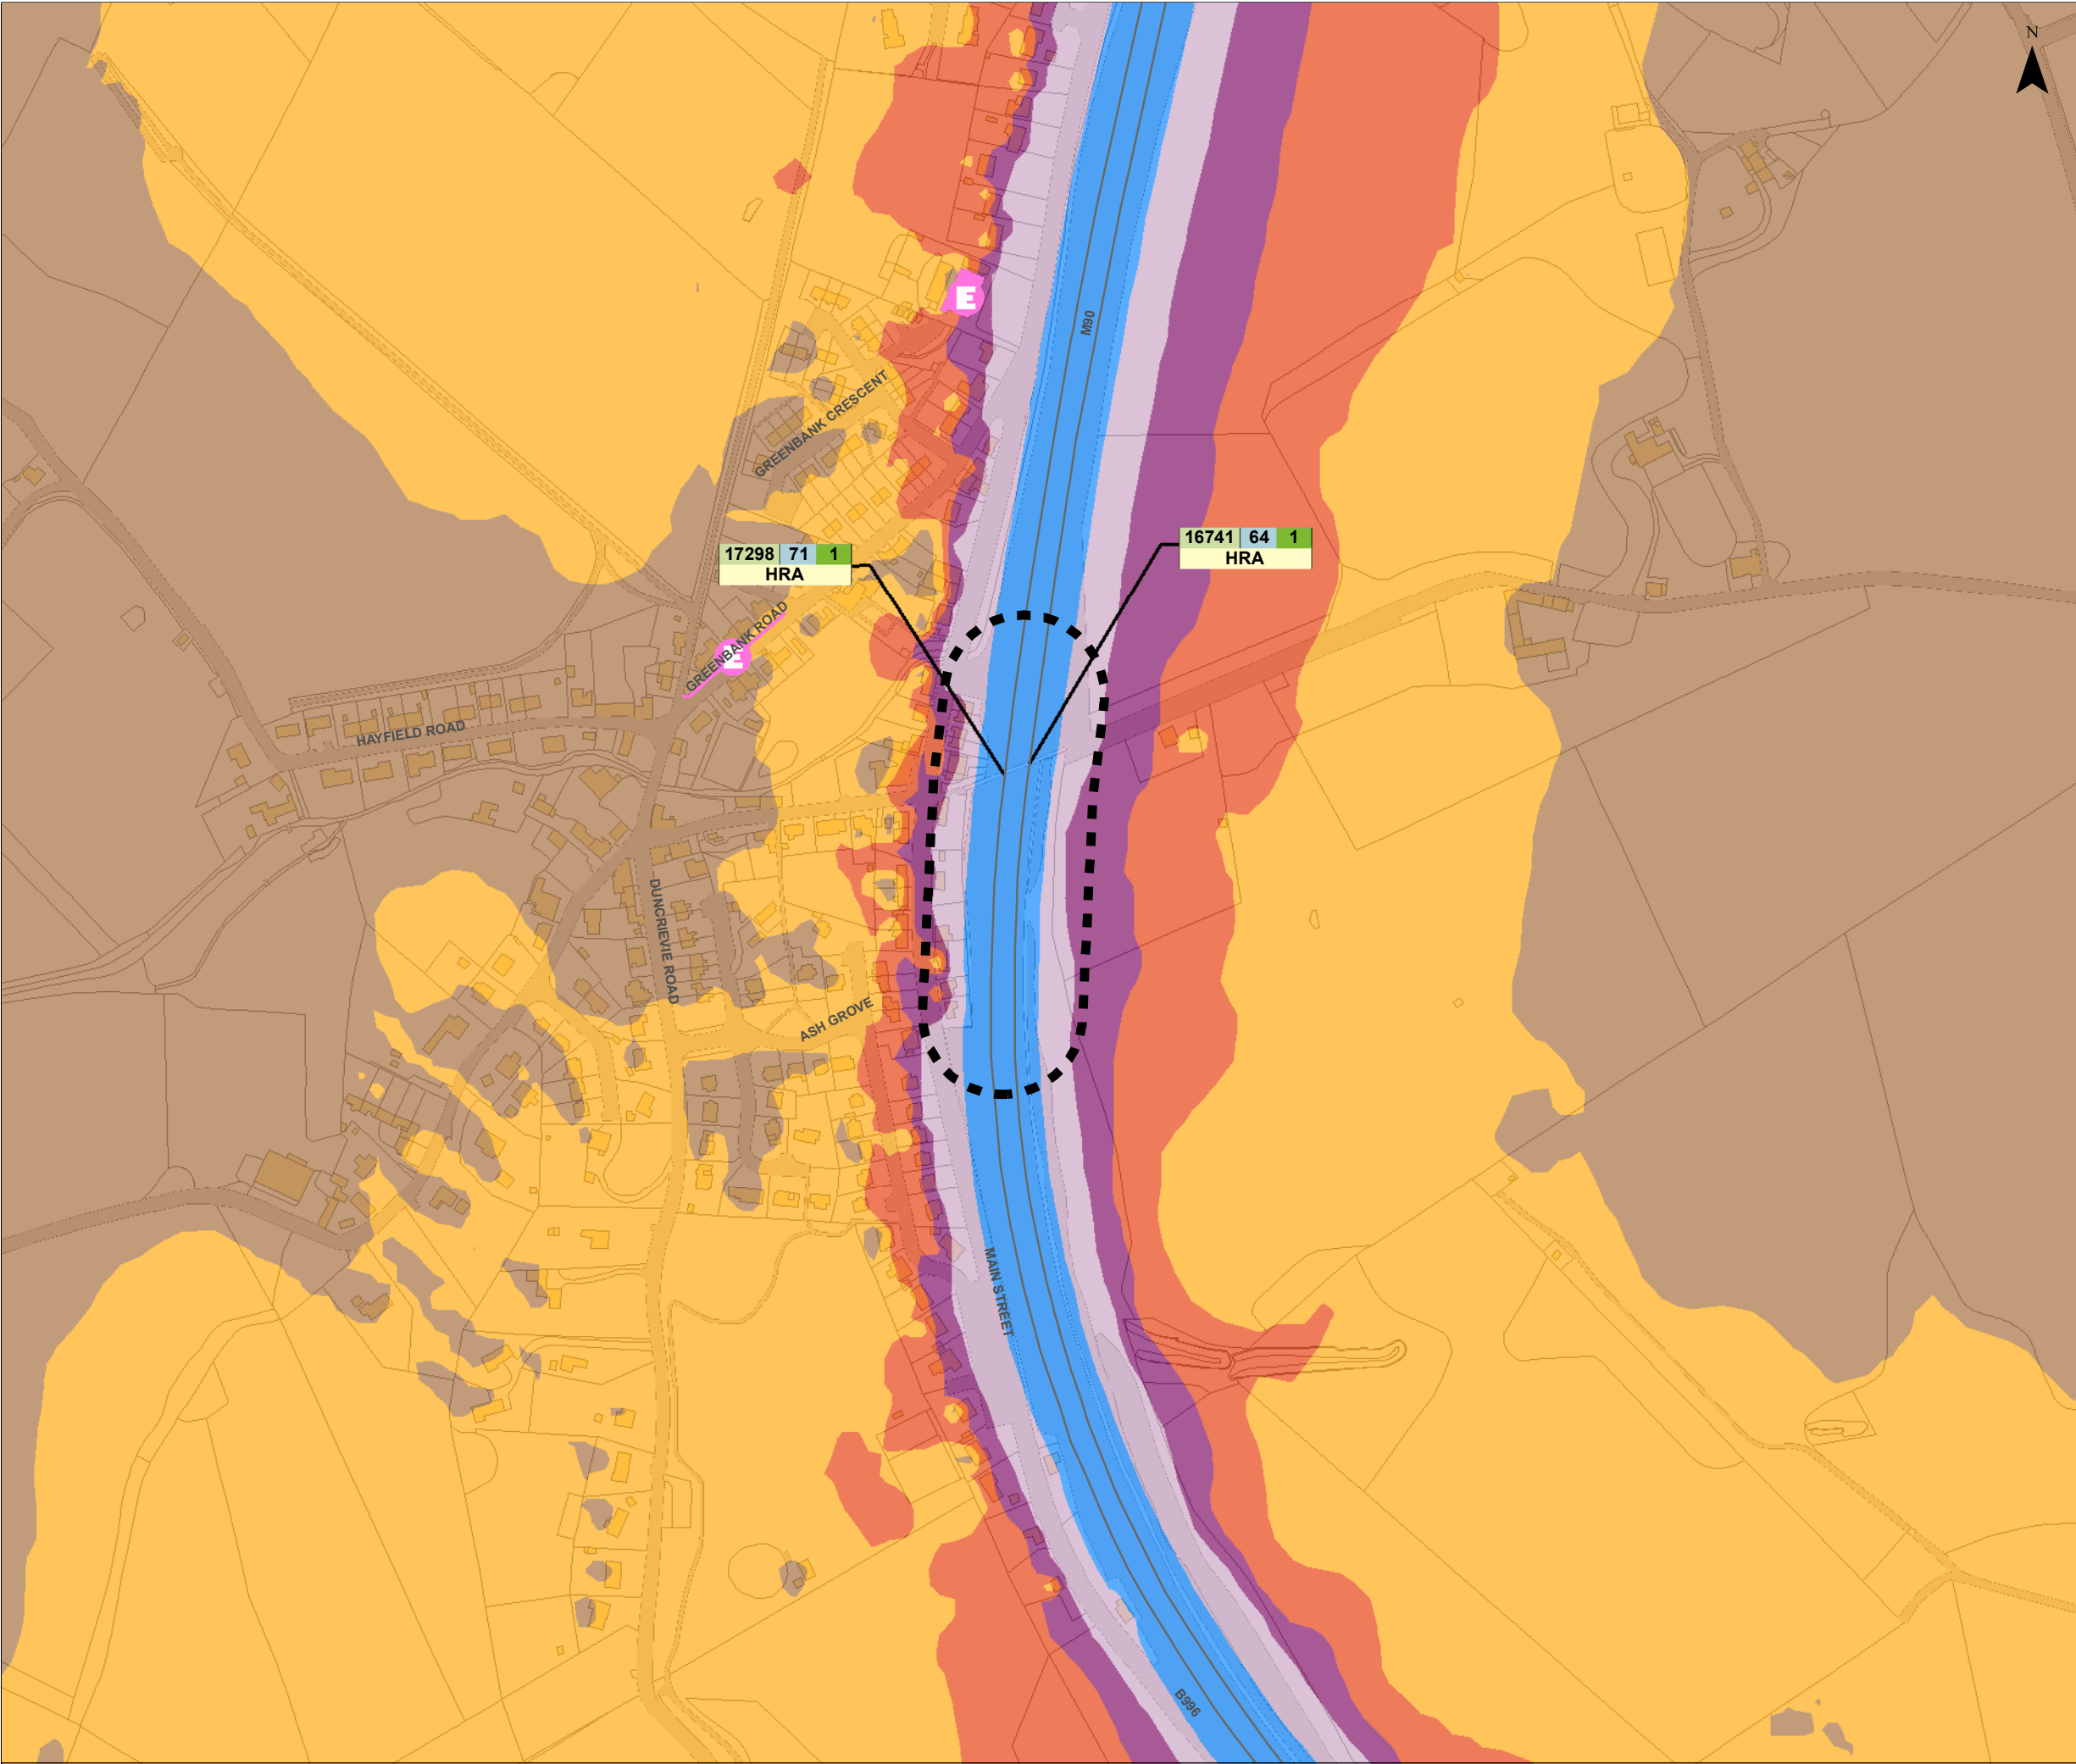 N
E
M90
GREENBANK CRESCENT
17298 71 1
HRA
16741 64 1
HRA
GREENBANK ROAD
E
HAYFIELD ROAD
DUNGRIEVIE ROAD
ASH GROVE
MAIN STREET
B996